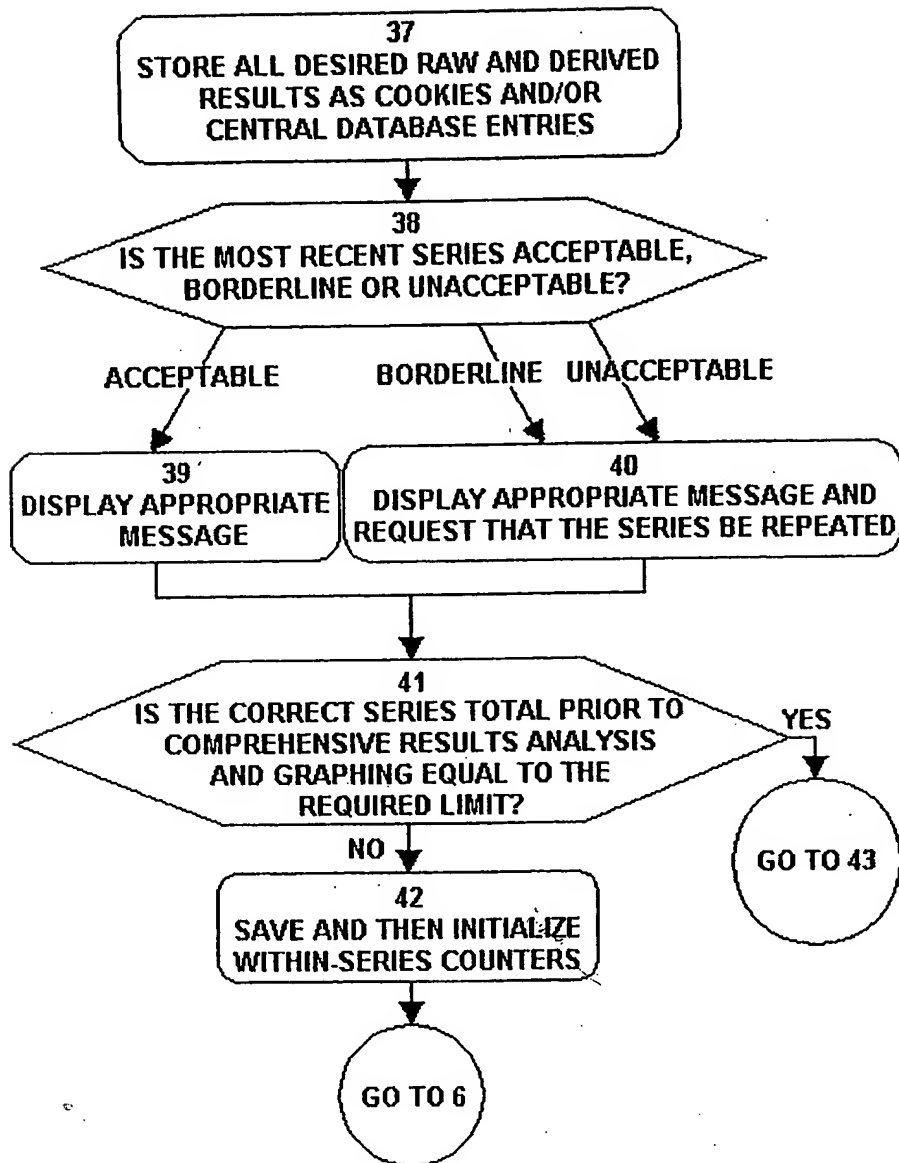 37
STORE ALL DESIRED RAW AND DERIVED
RESULTS AS COOKIES AND/OR
CENTRAL DATABASE ENTRIES
38
IS THE MOST RECENT SERIES ACCEPTABLE,
BORDERLINE OR UNACCEPTABLE?
ACCEPTABLE
BORDERLINE
UNACCEPTABLE
39
DISPLAY APPROPRIATE
MESSAGE
40
DISPLAY APPROPRIATE MESSAGE AND
REQUEST THAT THE SERIES BE REPEATED
41
IS THE CORRECT SERIES TOTAL PRIOR TO
COMPREHENSIVE RESULTS ANALYSIS
AND GRAPHING EQUAL TO THE
REQUIRED LIMIT?
YES
GO TO 43
NO
42
SAVE AND THEN INITIALIZE
WITHIN-SERIES COUNTERS
GO TO 6